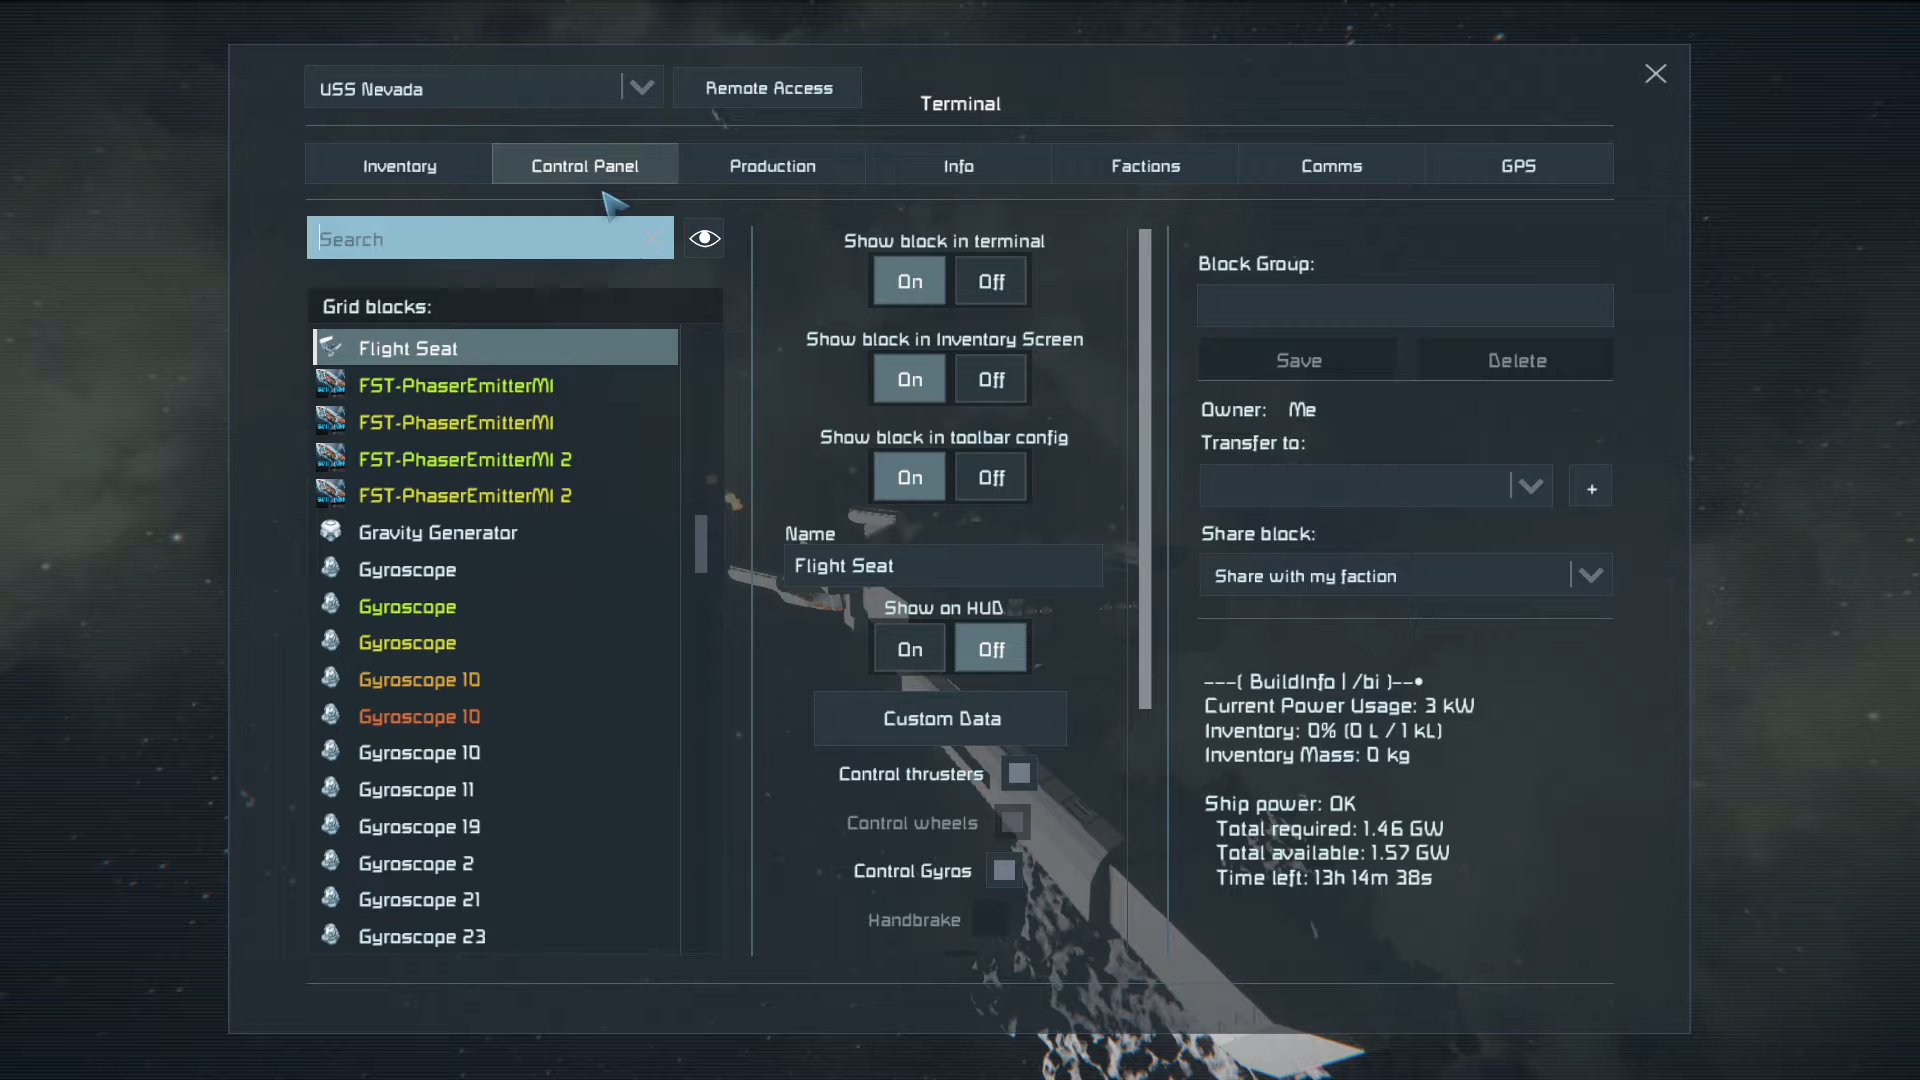 USS Nevada
Remote Access
Terminal
Inventory
Control Panel
Production
Info
Factions
Comms
GPS
Search
Grid blocks:
Flight Seat
FST-PhaserEmitterMI
FST-PhaserEmitterMI
FST-PhaserEmitterMI 2
FST-PhaserEmitterMI 2
Gravity Generator
Gyroscope
Gyroscope
Gyroscope
Gyroscope 10
Gyroscope 10
Gyroscope 10
Gyroscope 11
Gyroscope 19
Gyroscope 2
Gyroscope 21
Gyroscope 23
Show block in terminal
On Off
Show block in Inventory Screen
On Off
Show block in toolbar config
On Off
Name
Flight Seat
Show on HUD
On Off
Custom Data
Control thrusters
Control wheels
Control Gyros
Handbrake
Block Group:
Save Delete
Owner: Me
Transfer to:
+
Share block:
Share with my faction
---( BuildInfo | /bi )--•
Current Power Usage: 3 kW
Inventory: 0% (0 L / 1 kL)
Inventory Mass: 0 kg
Ship power: OK
Total required: 1.46 GW
Total available: 1.57 GW
Time left: 13h 14m 38s